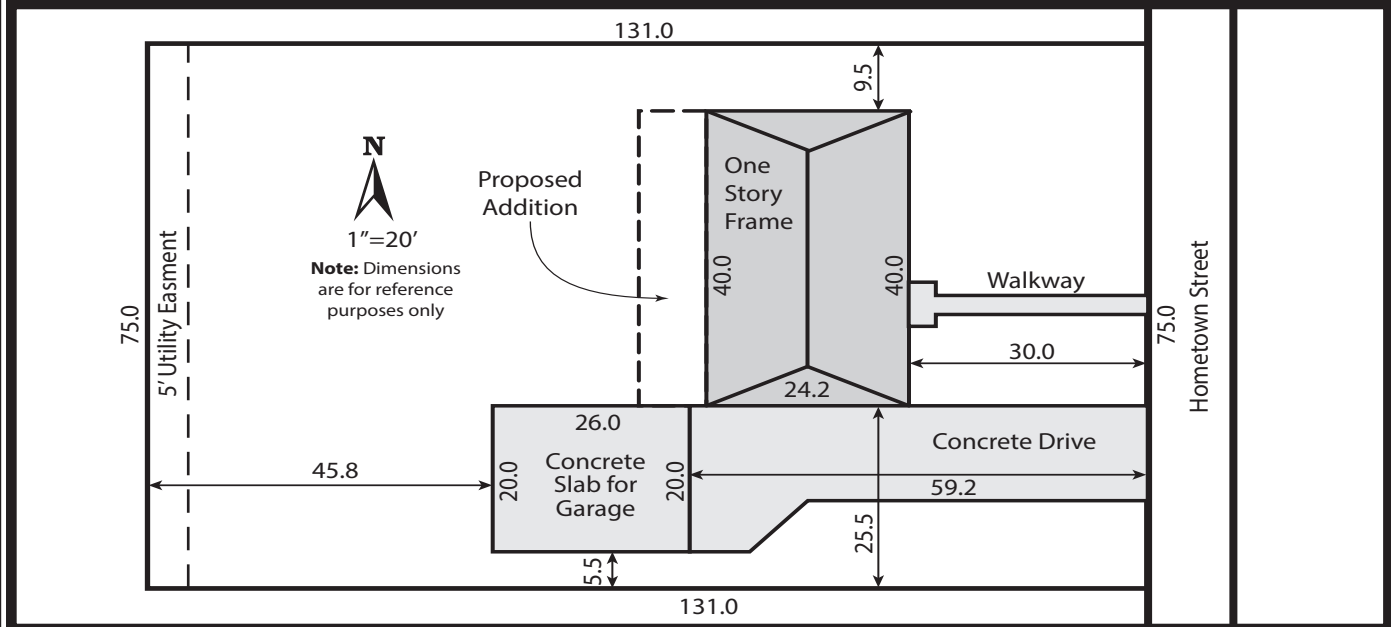 131.0
9.5
N
1”=20’
Note: Dimensions
are for reference
purposes only
Proposed
Addition
One
Story
Frame
40.0
40.0
24.2
Walkway
30.0
75.0
5’ Utility Easment
75.0
Hometown Street
26.0
20.0
Concrete
Slab for
Garage
20.0
45.8
Concrete Drive
59.2
25.5
5.5
131.0